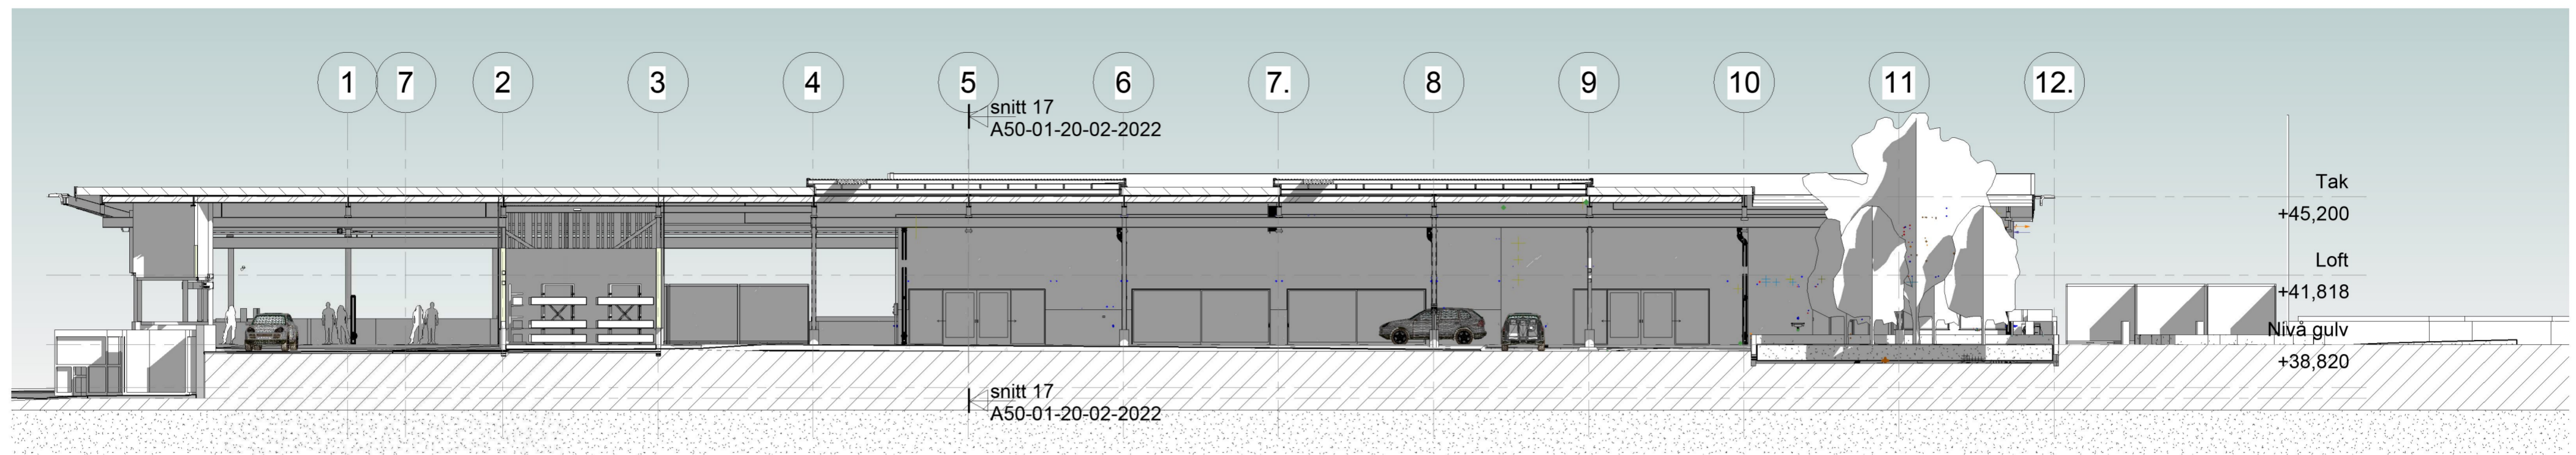 1
7
2
3
4
5
6
7.
8
9
10
11
12.
snitt 17
A50-01-20-02-2022
Tak
+45,200
Loft
+41,818
Nivå gulv
+38,820
snitt 17
A50-01-20-02-2022